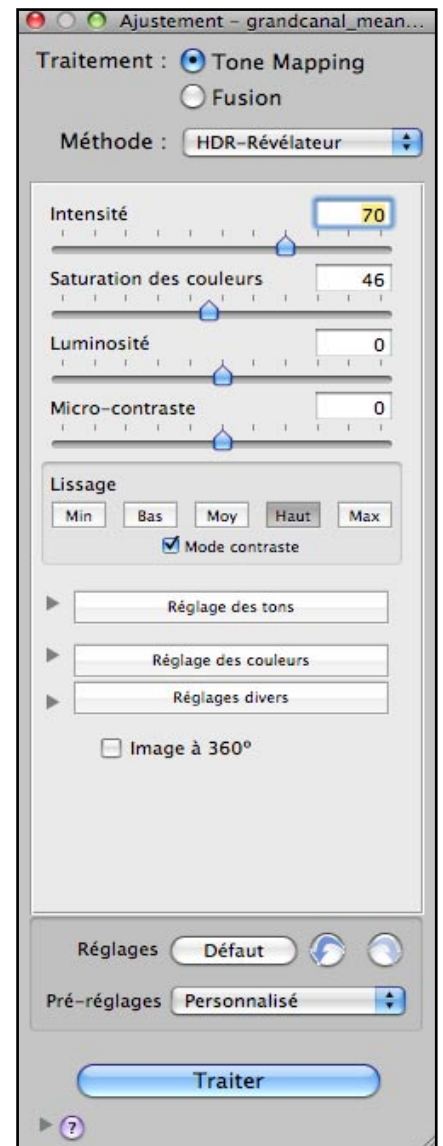 Ajustement – grandcanal_mean...
Traitement : Tone Mapping
Fusion
Méthode : HDR-Révélateur
Intensité 70
Saturation des couleurs 46
Luminosité 0
Micro-contraste 0
Lissage
Min Bas Moy Haut Max
Mode contraste
Réglage des tons
Réglage des couleurs
Réglages divers
Image à 360°
Réglages Défaut
Pré-réglages Personnalisé
Traiter
?